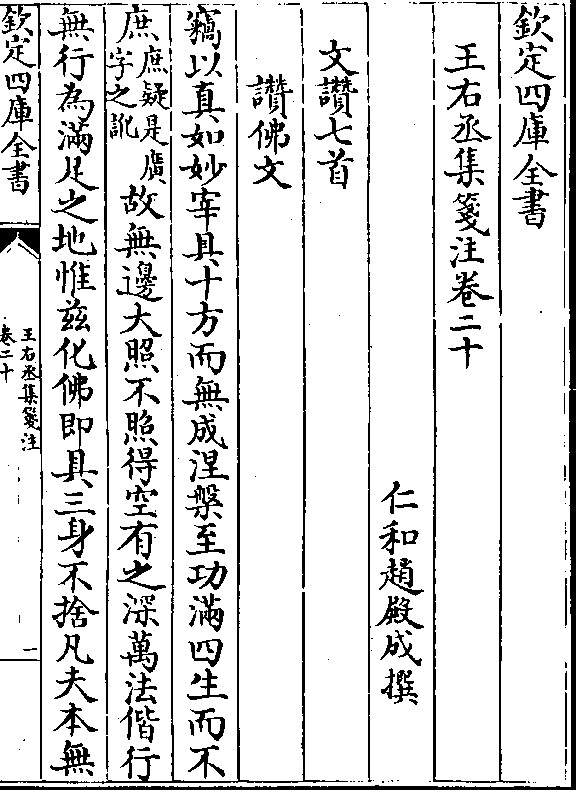 欽定四庫全書
王右丞集箋注卷二十
仁和趙殿成撰
文讚七首
讚佛文
竊以真如妙宰具十方而無成涅槃至功滿四生而不
庶庶疑是廣字之訛故無邊大照不照得空有之深萬法偕行
無行為滿足之地惟兹化佛即具三身不捨凡夫本無
欽定四庫全書
王右丞集箋注
卷二十
一